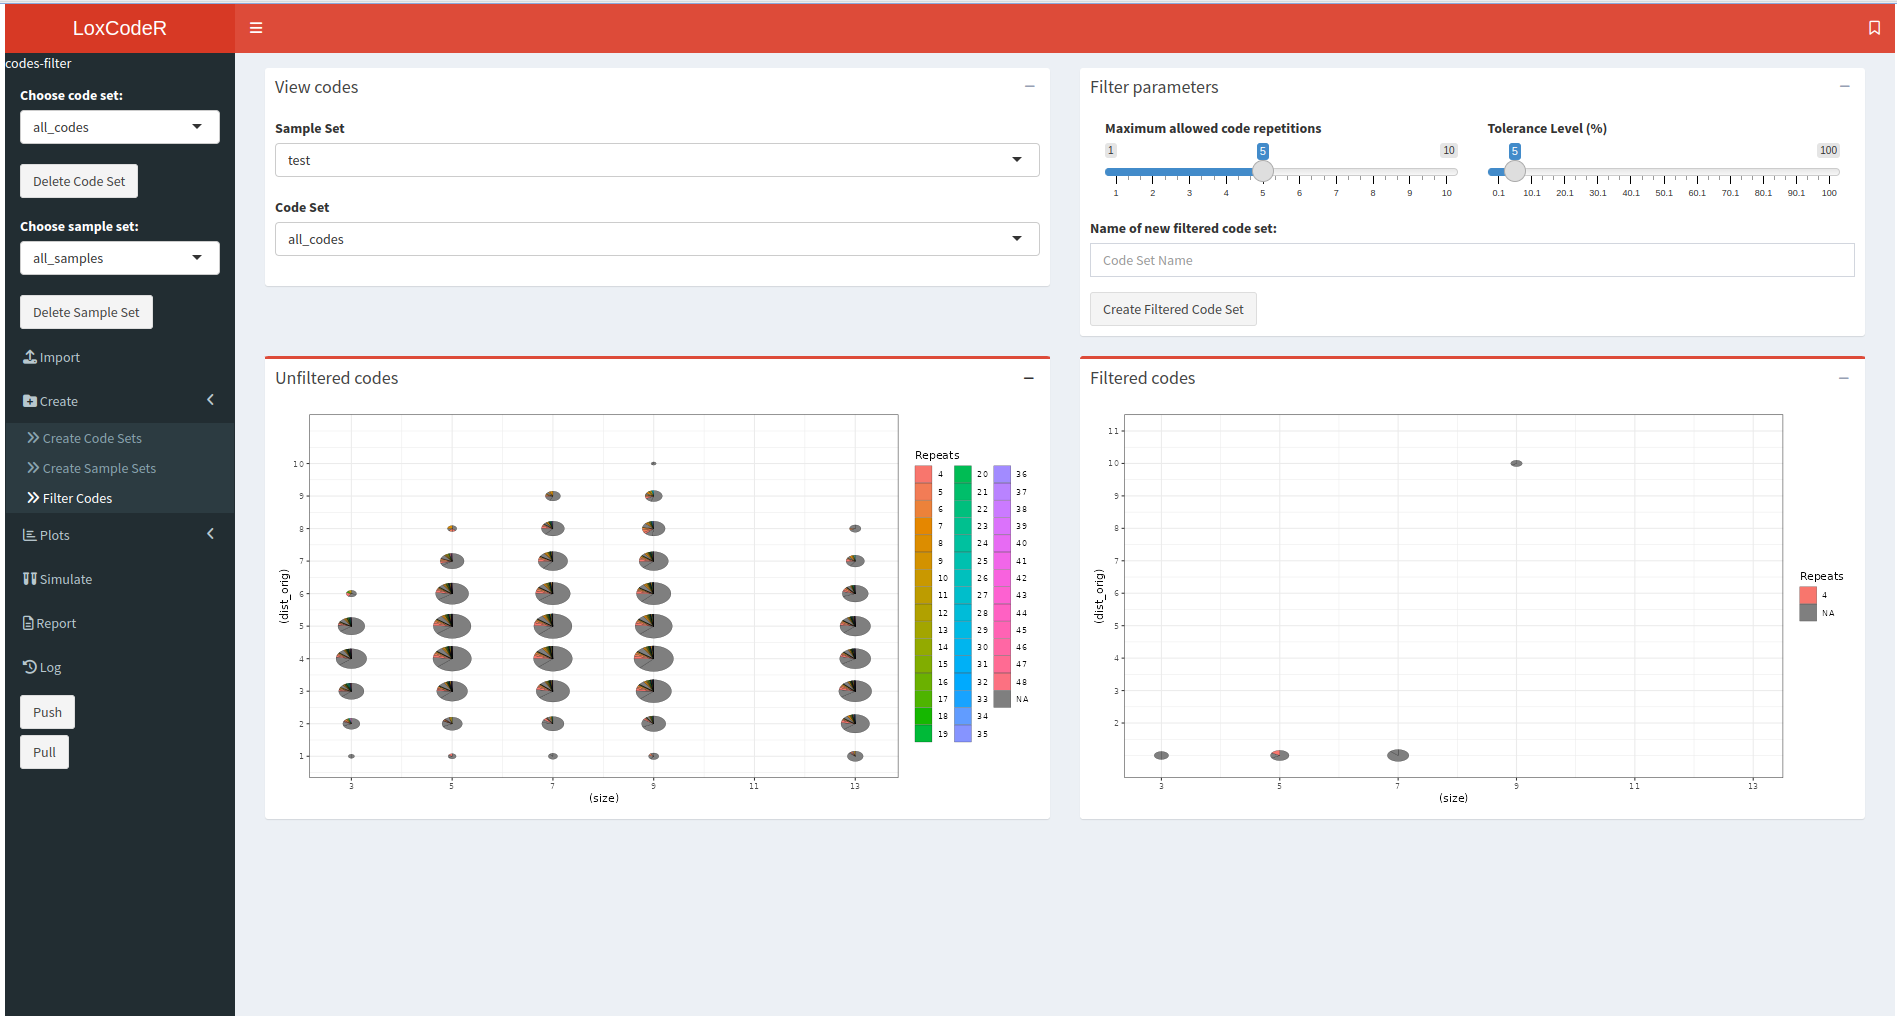 LoxCodeR
codes-filter
Choose code set:
all_codes
Delete Code Set
Choose sample set:
all_samples
Delete Sample Set
Import
Create
Create Code Sets
Create Sample Sets
Filter Codes
Plots
Simulate
Report
Log
Push
Pull
View codes
Sample Set
test
Code Set
all_codes
Filter parameters
Maximum allowed code repetitions
1 5 10
1 2 3 4 5 6 7 8 9 10
Tolerance Level (%)
5 100
0.1 10.1 20.1 30.1 40.1 50.1 60.1 70.1 80.1 90.1 100
Name of new filtered code set:
Code Set Name
Create Filtered Code Set
Unfiltered codes
(dist_orig)
10
9
8
7
6
5
4
3
2
1
3 5 7 9 11 13
(size)
Repeats
4 20 36
5 21 37
6 22 38
7 23 39
8 24 40
9 25 41
10 26 42
11 27 43
12 28 44
13 29 45
14 30 46
15 31 47
16 32 48
17 33 NA
18 34
19 35
Filtered codes
(dist_orig)
11
10
9
8
7
6
5
4
3
2
3 5 7 9 11 13
(size)
Repeats
4
NA